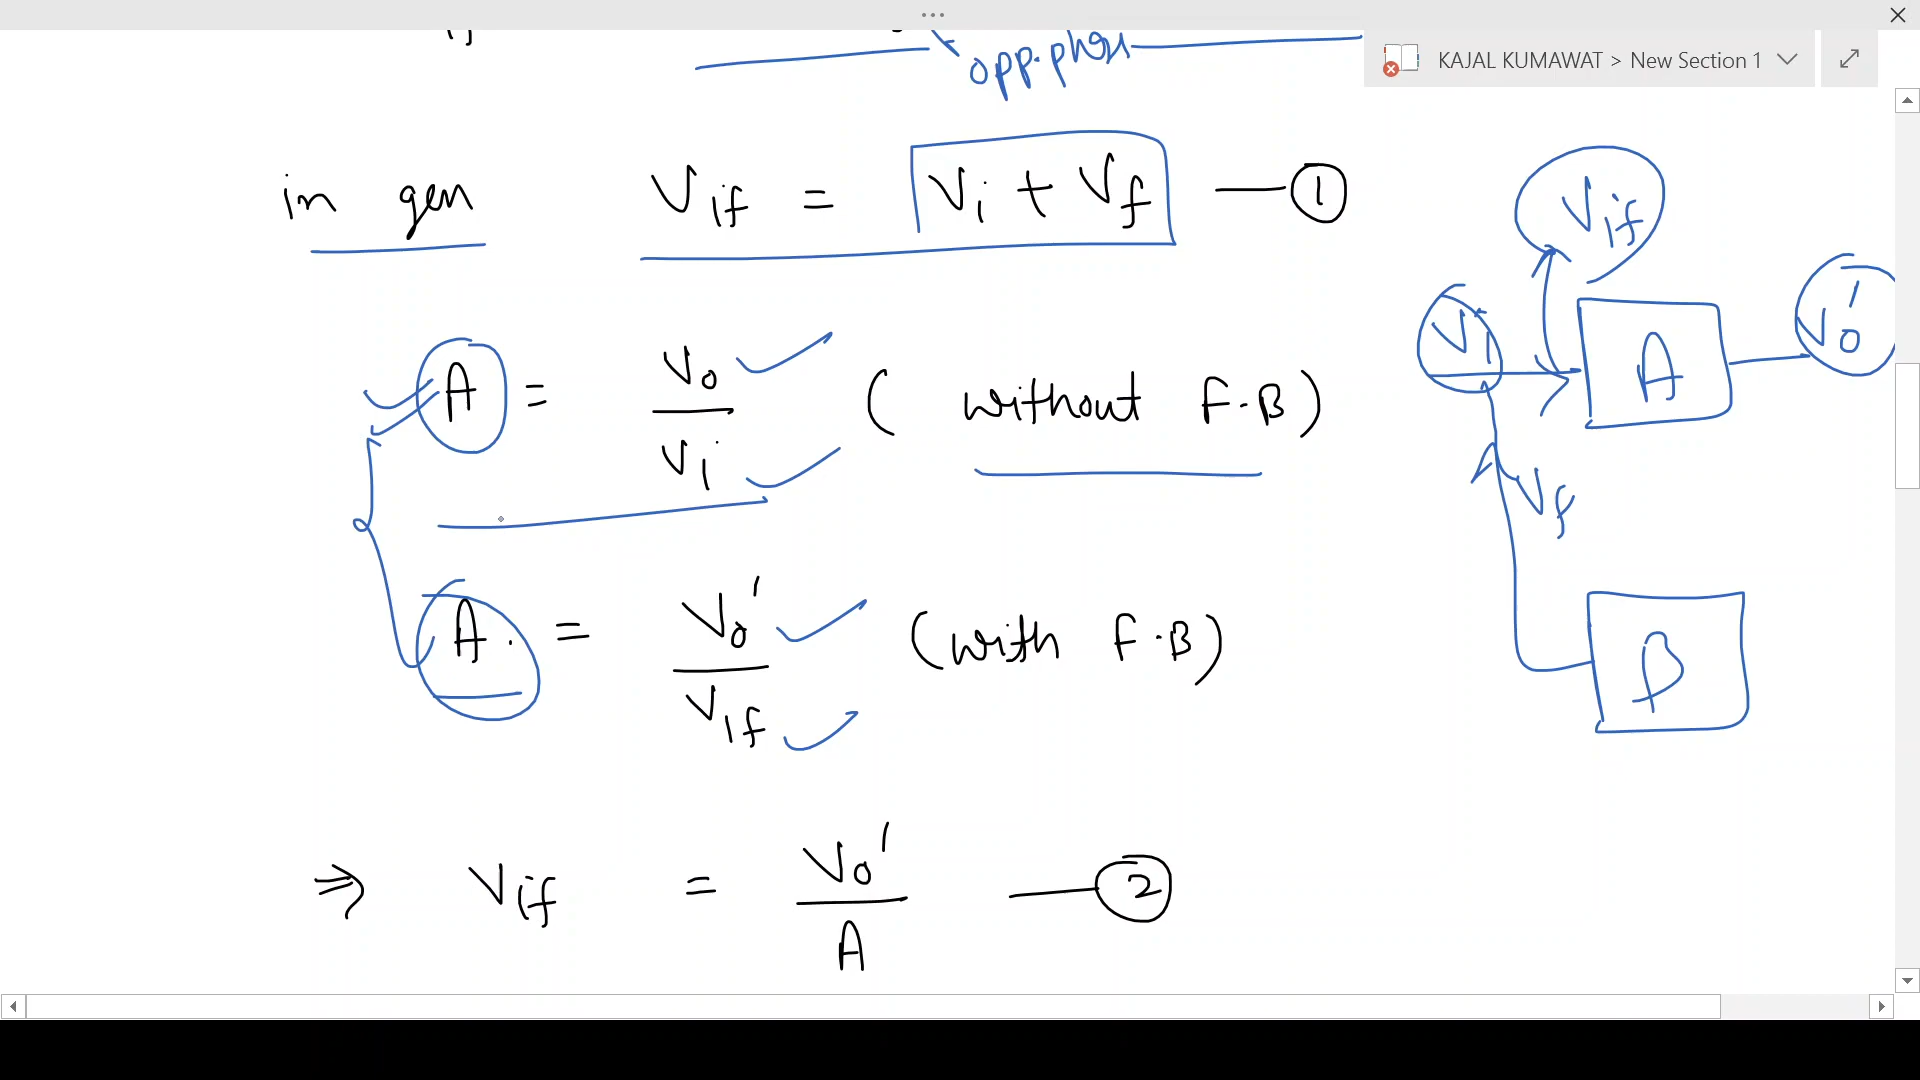 KAJAL KUMAWAT > New Section 1
if
opp. phase
in gen Vif = Vi + Vf — ①
A = Vo / Vi (without F.B)
A. = Vo' / Vif (with F.B)
⇒ Vif = Vo' / A — ②
Vif
Vi
A
Vo'
Vf
β